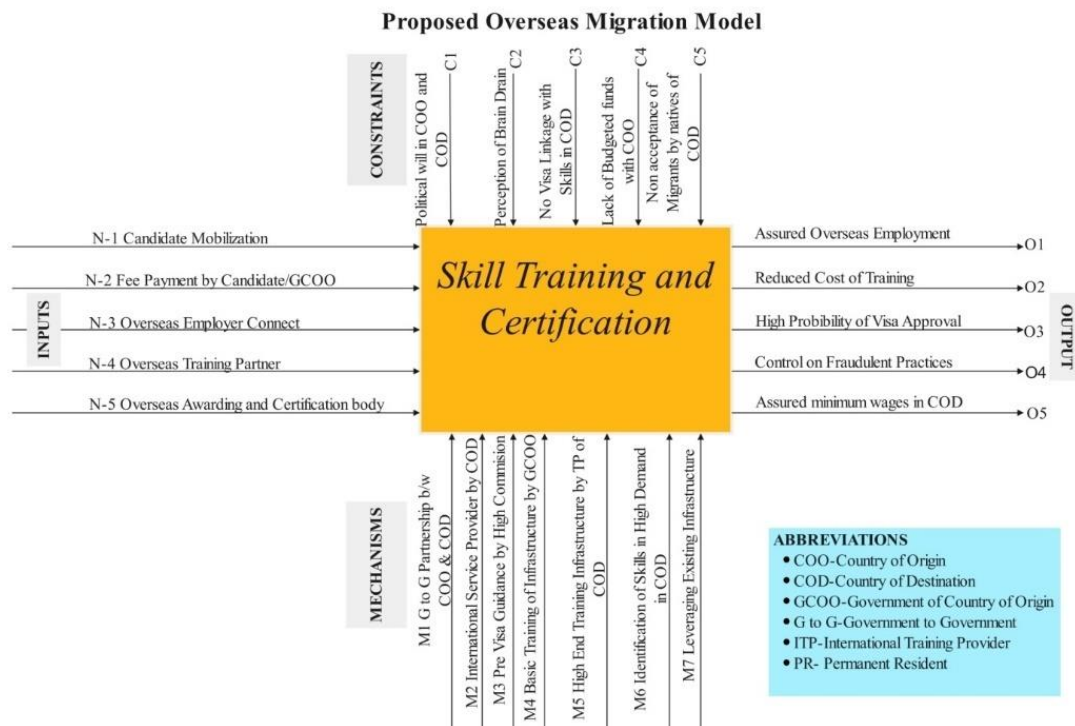 Proposed Overseas Migration Model
CONSTRAINTS
Political will in COO and
COD
C1
Perception of Brain Drain
C2
No Visa Linkage with
Skills in COD
C3
Lack of Budgeted funds
with COO
C4
Non acceptance of
Migrants by natives of
COD
C5
INPUTS
N-1 Candidate Mobilization
N-2 Fee Payment by Candidate/GCOO
N-3 Overseas Employer Connect
N-4 Overseas Training Partner
N-5 Overseas Awarding and Certification body
Skill Training and
Certification
Assured Overseas Employment
O1
Reduced Cost of Training
O2
High Probibility of Visa Approval
O3
Control on Fraudulent Practices
O4
Assured minimum wages in COD
O5
OUTPUT
MECHANISMS
M1 G to G Partnership b/w
COO & COD
M2 International Service Provider by COD
M3 Pre Visa Guidance by High Commision
M4 Basic Training of Infrastructure by GCOO
M5 High End Training Infrastructure by TP of
COD
M6 Identification of Skills in High Demand
in COD
M7 Leveraging Existing Infrastructure
ABBREVIATIONS
• COO-Country of Origin
• COD-Country of Destination
• GCOO-Government of Country of Origin
• G to G-Government to Government
• ITP-International Training Provider
• PR- Permanent Resident